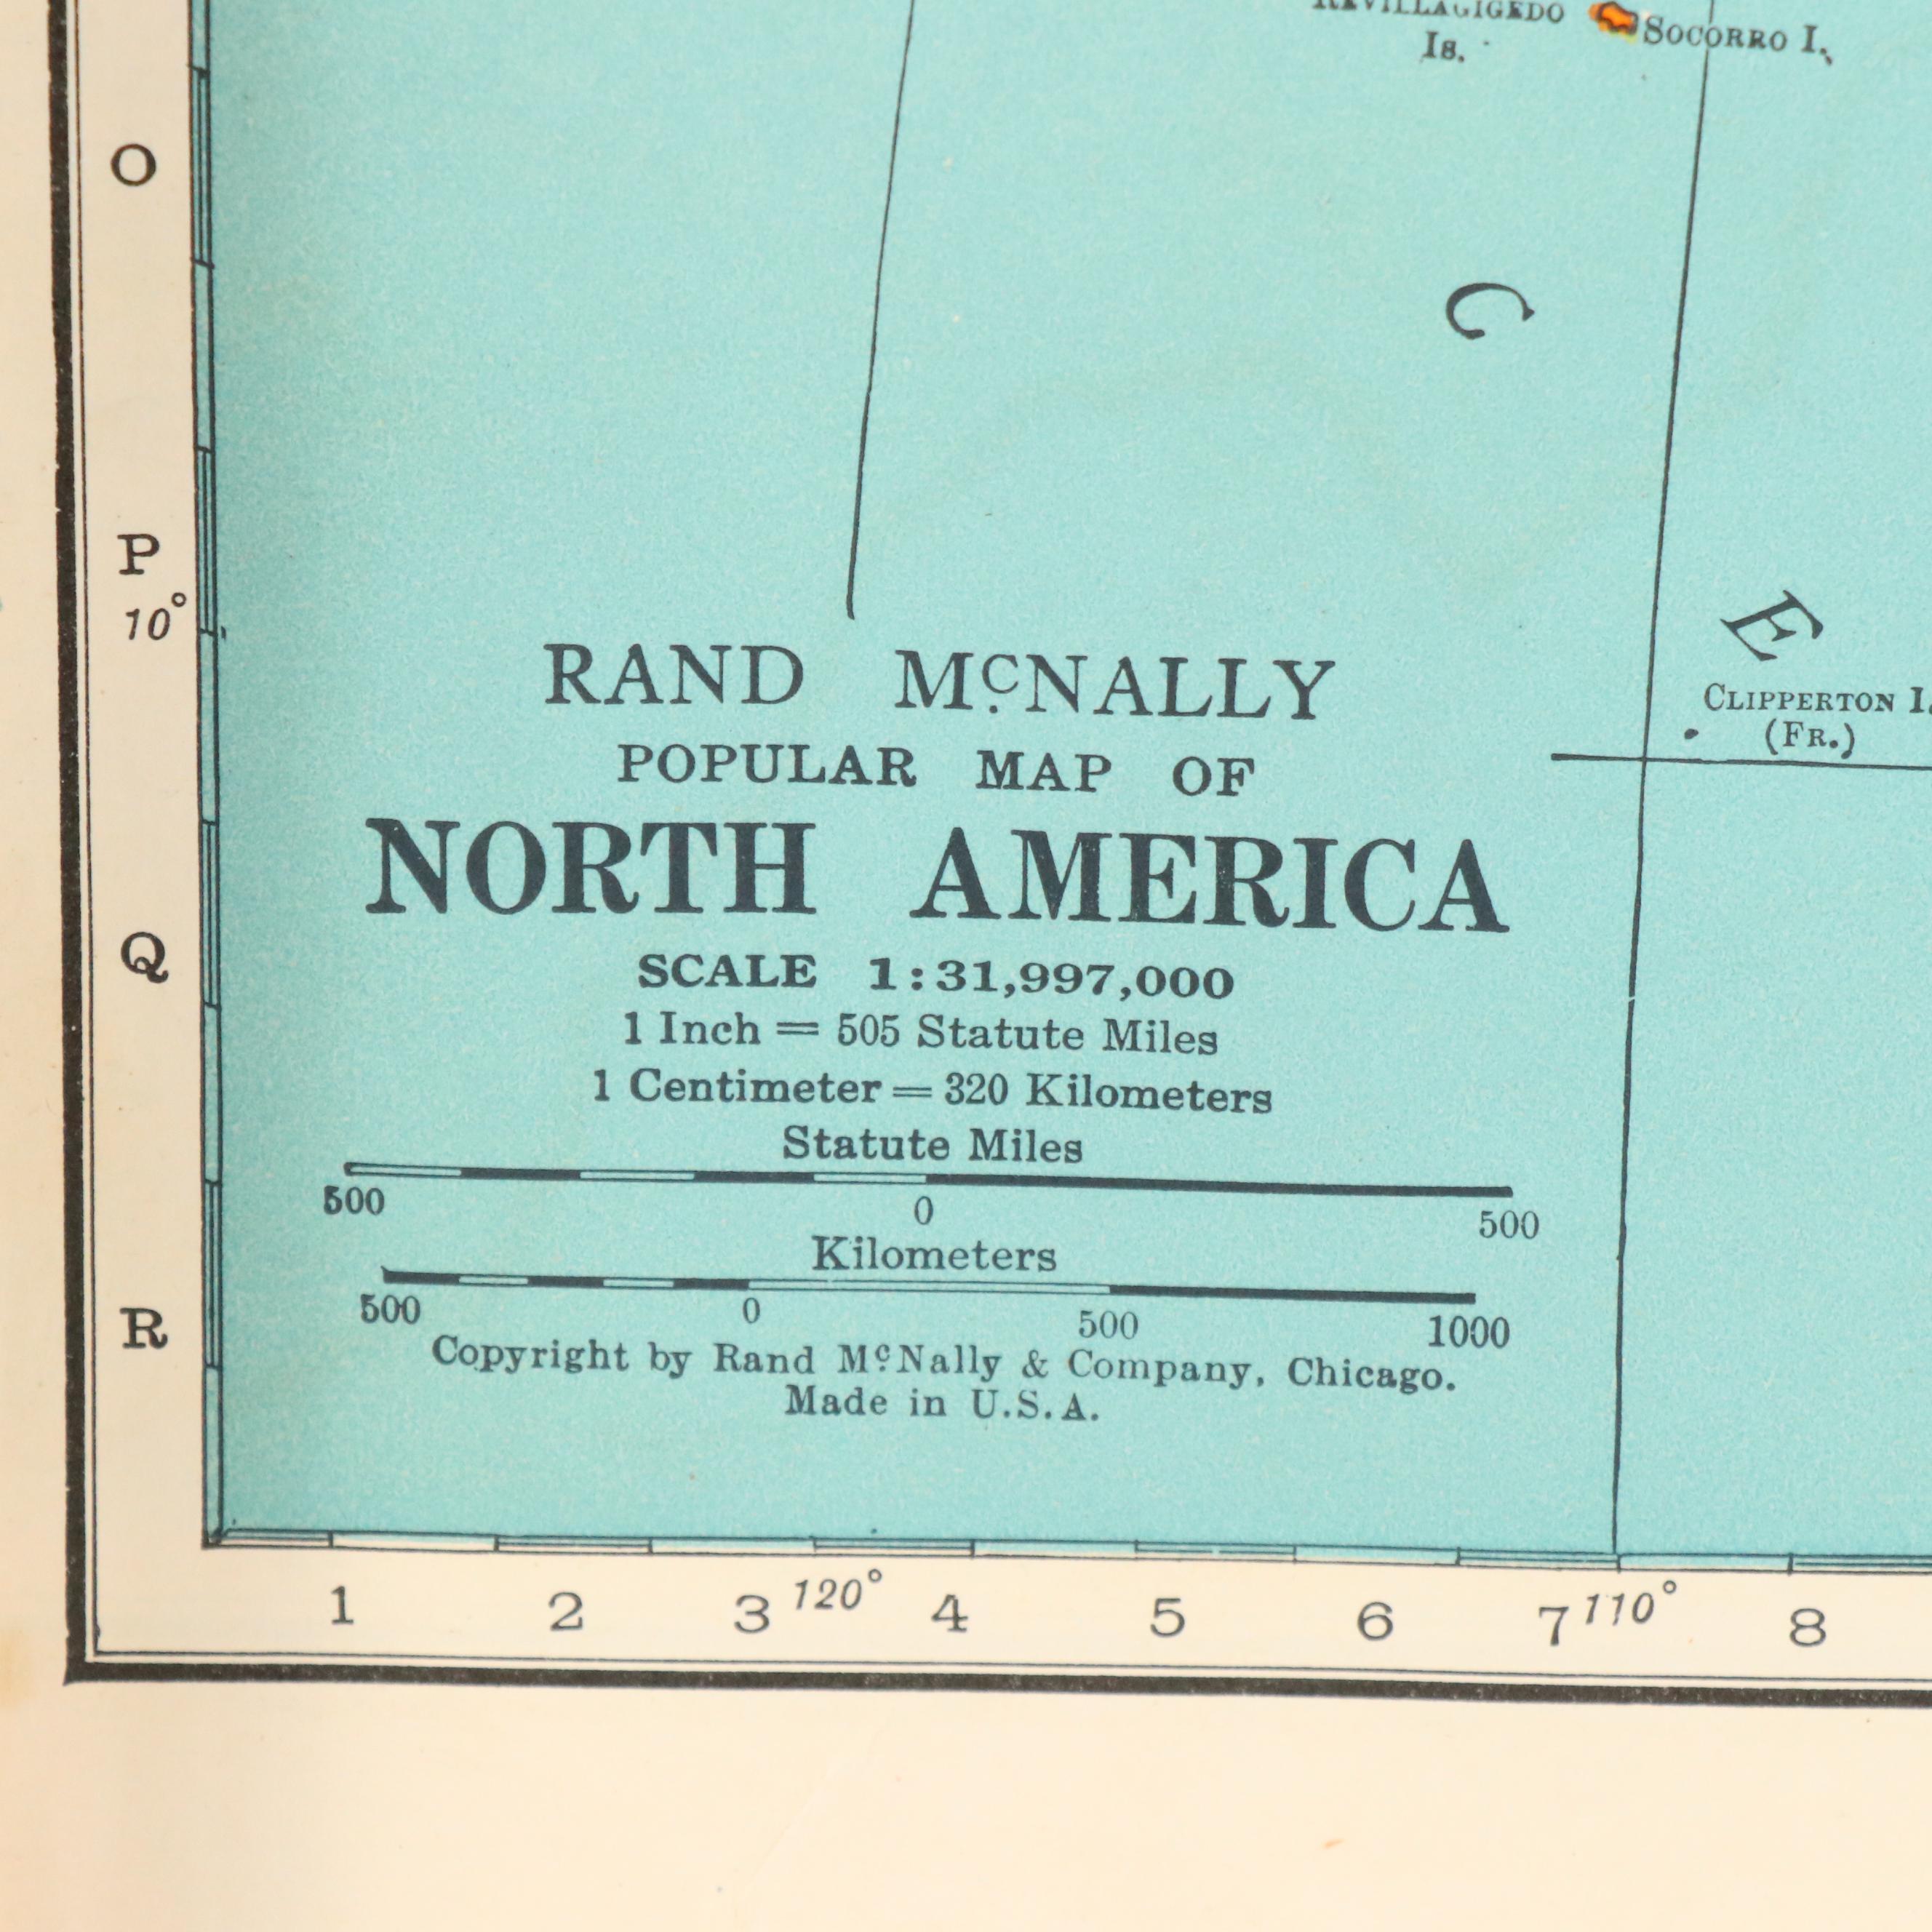 REVILLAGIGEDO
Is.
SOCORRO I.
O
C
P
10°
E
CLIPPERTON I.
(FR.)
RAND McNALLY
POPULAR MAP OF
NORTH AMERICA
Q
SCALE 1:31,997,000
1 Inch = 505 Statute Miles
1 Centimeter = 320 Kilometers
Statute Miles
500 0 500
Kilometers
500 0 500 1000
R
Copyright by Rand McNally & Company, Chicago.
Made in U.S.A.
1 2 3 120° 4 5 6 7 110° 8